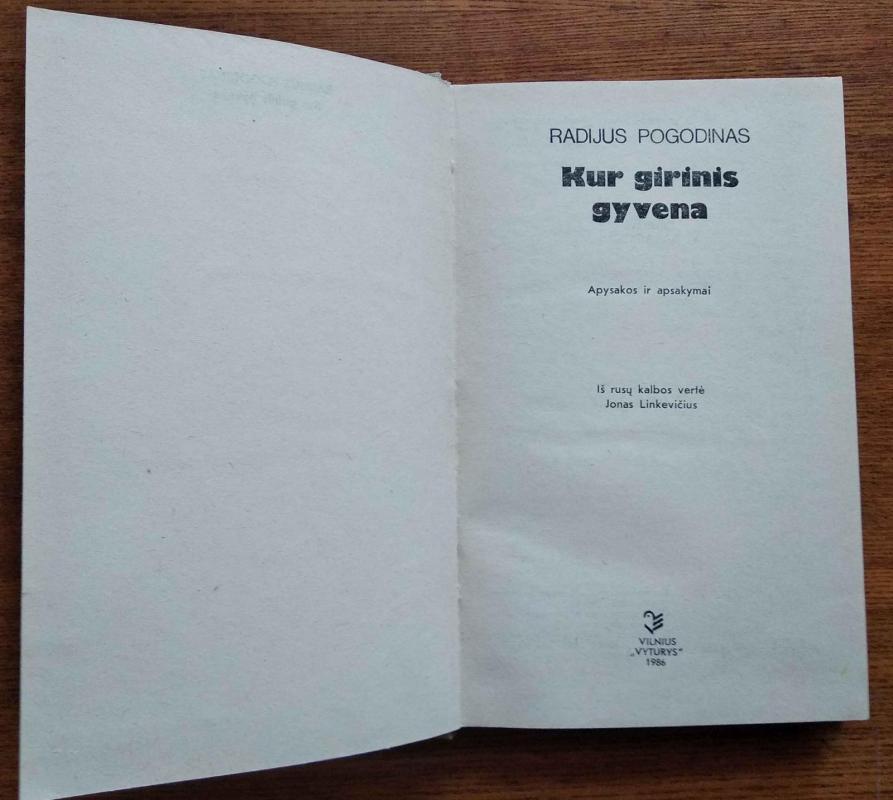 RADIJUS POGODINAS
Kur girinis
gyvena
Apysakos ir apsakymai
Iš rusų kalbos vertė
Jonas Linkevičius
VILNIUS
„VYTURYS“
1986